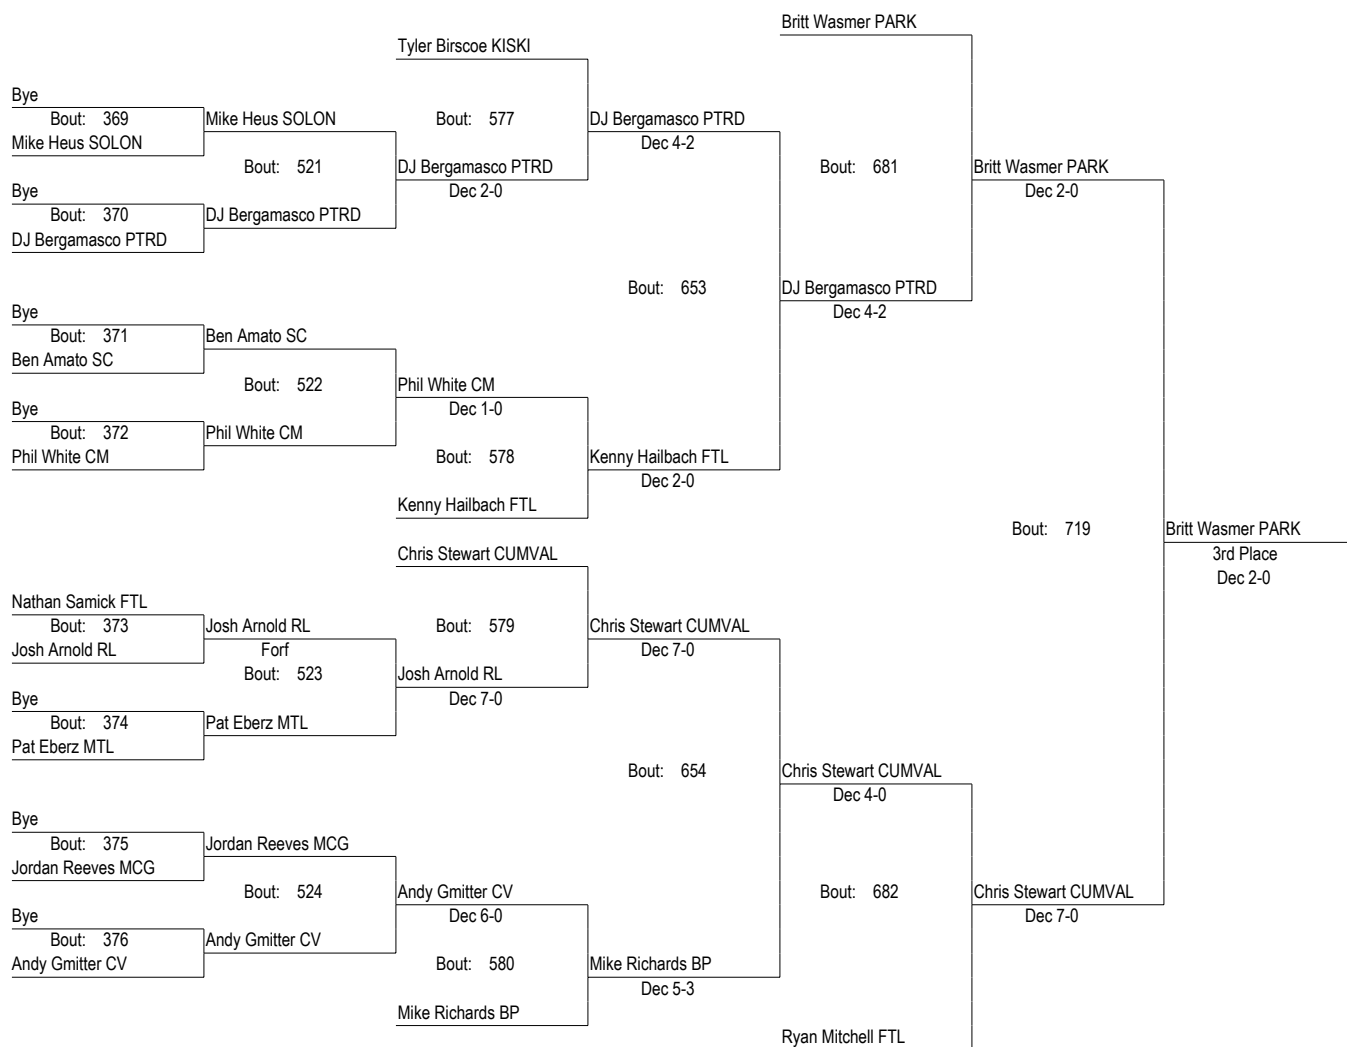 Britt Wasmer PARK
Tyler Birscoe KISKI
Bye
Bout: 369
Mike Heus SOLON
Mike Heus SOLON
Bout: 577
DJ Bergamasco PTRD
Dec 4-2
Bout: 521
DJ Bergamasco PTRD
Dec 2-0
Bout: 681
Britt Wasmer PARK
Dec 2-0
Bye
Bout: 370
DJ Bergamasco PTRD
DJ Bergamasco PTRD
Bout: 653
DJ Bergamasco PTRD
Dec 4-2
Bye
Bout: 371
Ben Amato SC
Ben Amato SC
Bout: 522
Phil White CM
Dec 1-0
Bye
Bout: 372
Phil White CM
Phil White CM
Bout: 578
Kenny Hailbach FTL
Dec 2-0
Kenny Hailbach FTL
Bout: 719
Britt Wasmer PARK
3rd Place
Dec 2-0
Chris Stewart CUMVAL
Nathan Samick FTL
Bout: 373
Josh Arnold RL
Josh Arnold RL
Forf
Bout: 579
Chris Stewart CUMVAL
Dec 7-0
Bout: 523
Josh Arnold RL
Dec 7-0
Bye
Bout: 374
Pat Eberz MTL
Pat Eberz MTL
Bout: 654
Chris Stewart CUMVAL
Dec 4-0
Bye
Bout: 375
Jordan Reeves MCG
Jordan Reeves MCG
Bout: 524
Andy Gmitter CV
Dec 6-0
Bout: 682
Chris Stewart CUMVAL
Dec 7-0
Bye
Bout: 376
Andy Gmitter CV
Andy Gmitter CV
Bout: 580
Mike Richards BP
Dec 5-3
Mike Richards BP
Ryan Mitchell FTL